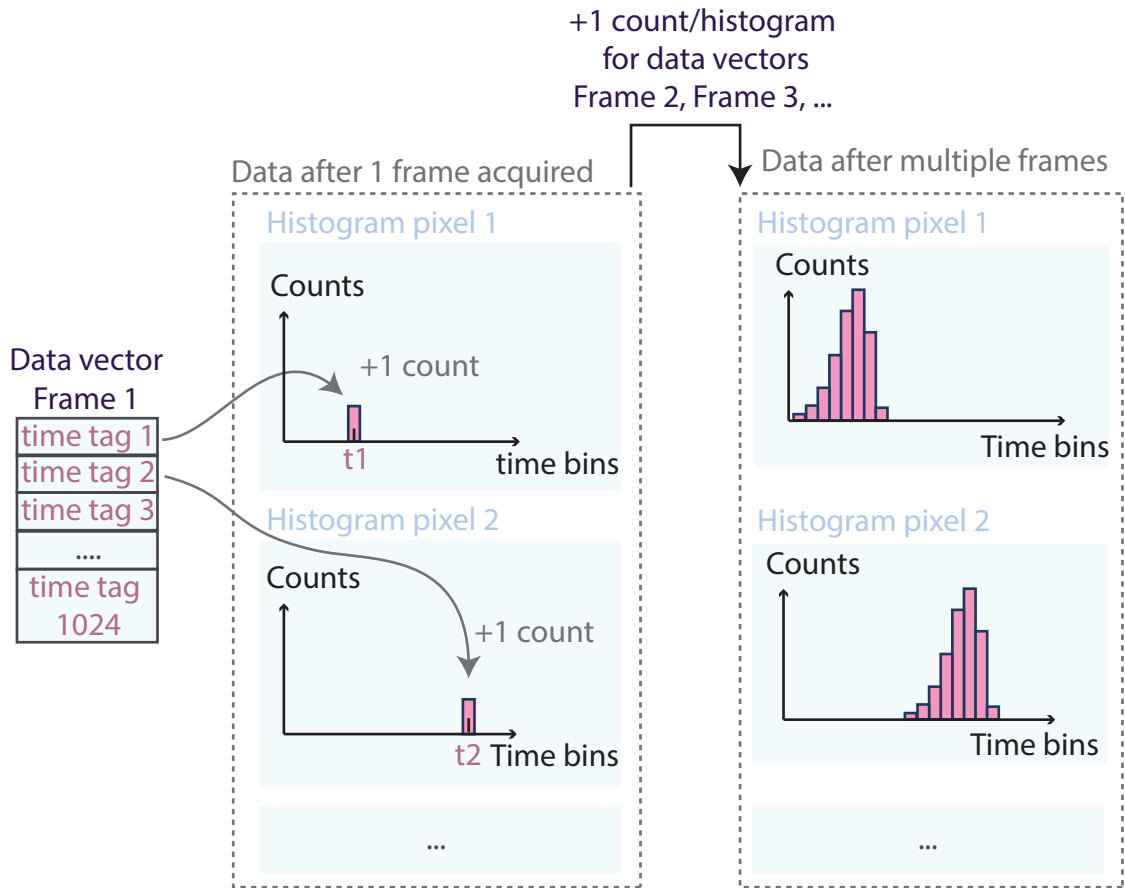 +1 count/histogram
for data vectors
Frame 2, Frame 3, ...
Data after 1 frame acquired
Data after multiple frames
Histogram pixel 1
Counts
+1 count
t1
time bins
Histogram pixel 1
Counts
Time bins
Data vector
Frame 1
time tag 1
time tag 2
time tag 3
....
time tag
1024
Histogram pixel 2
Counts
+1 count
t2
Time bins
...
Histogram pixel 2
Counts
Time bins
...